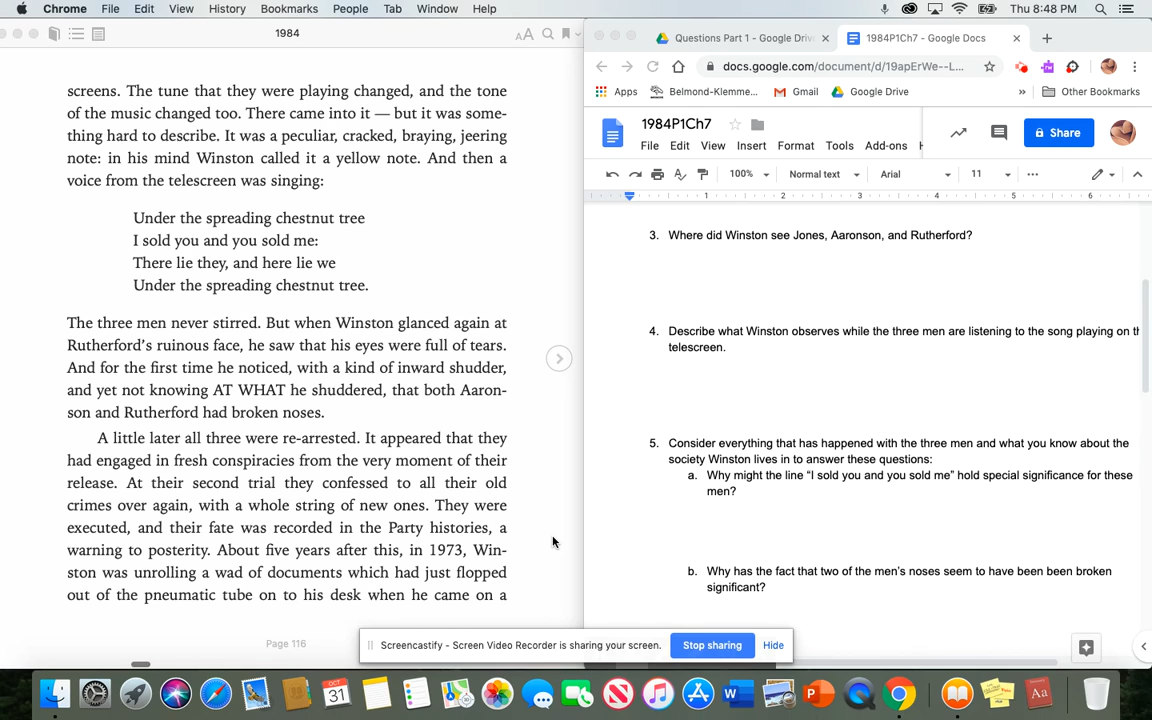 Chrome File Edit View History Bookmarks People Tab Window Help Thu 8:48 PM
1984
AA
screens. The tune that they were playing changed, and the tone
of the music changed too. There came into it — but it was some-
thing hard to describe. It was a peculiar, cracked, braying, jeering
note: in his mind Winston called it a yellow note. And then a
voice from the telescreen was singing:
Under the spreading chestnut tree
I sold you and you sold me:
There lie they, and here lie we
Under the spreading chestnut tree.
The three men never stirred. But when Winston glanced again at
Rutherford's ruinous face, he saw that his eyes were full of tears.
And for the first time he noticed, with a kind of inward shudder,
and yet not knowing AT WHAT he shuddered, that both Aaron-
son and Rutherford had broken noses.
A little later all three were re-arrested. It appeared that they
had engaged in fresh conspiracies from the very moment of their
release. At their second trial they confessed to all their old
crimes over again, with a whole string of new ones. They were
executed, and their fate was recorded in the Party histories, a
warning to posterity. About five years after this, in 1973, Win-
ston was unrolling a wad of documents which had just flopped
out of the pneumatic tube on to his desk when he came on a
Page 116
Questions Part 1 - Google Driv
1984P1Ch7 - Google Docs
docs.google.com/document/d/19apErWe--L...
Apps Belmond-Klemme... Gmail Google Drive » Other Bookmarks
1984P1Ch7
File Edit View Insert Format Tools Add-ons
Share
100% Normal text Arial 11
1 2 3 4 5 6
3. Where did Winston see Jones, Aaronson, and Rutherford?
4. Describe what Winston observes while the three men are listening to the song playing on th
telescreen.
5. Consider everything that has happened with the three men and what you know about the
society Winston lives in to answer these questions:
a. Why might the line "I sold you and you sold me" hold special significance for these
men?
b. Why has the fact that two of the men's noses seem to have been been broken
significant?
Screencastify - Screen Video Recorder is sharing your screen. Stop sharing Hide
OCT
31
W
P
Aa